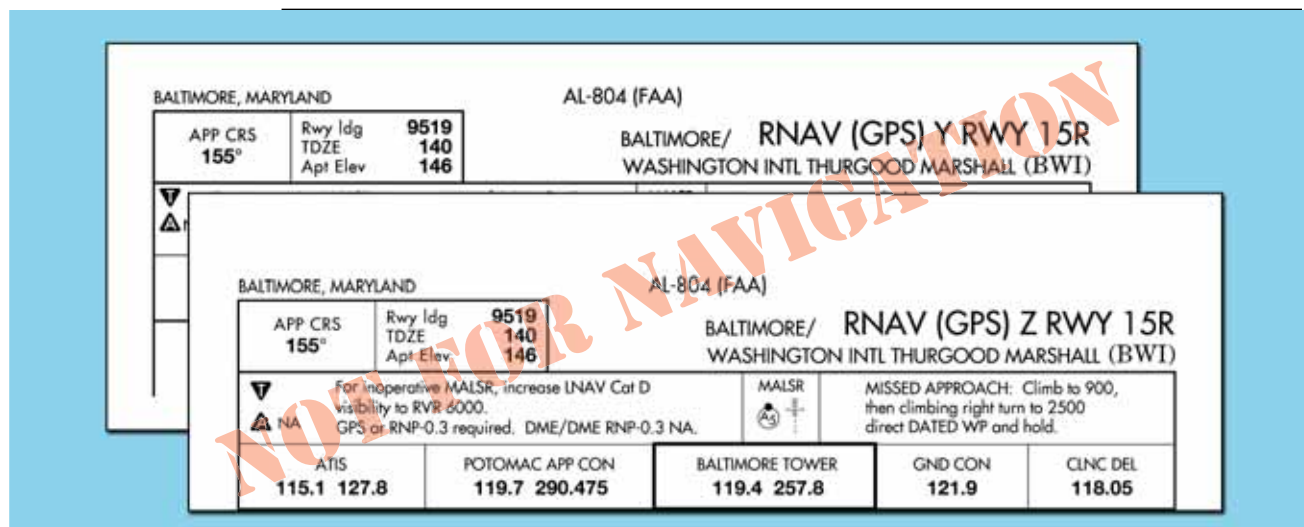 BALTIMORE, MARYLAND
AL-804 (FAA)
APP CRS
155°
Rwy ldg 9519
TDZE 140
Apt Elev 146
BALTIMORE/ RNAV (GPS) Y RWY 15R
WASHINGTON INTL THURGOOD MARSHALL (BWI)
T
A
BALTIMORE, MARYLAND
AL-804 (FAA)
APP CRS
155°
Rwy ldg 9519
TDZE 140
Apt Elev 146
BALTIMORE/ RNAV (GPS) Z RWY 15R
WASHINGTON INTL THURGOOD MARSHALL (BWI)
T
A NA
For inoperative MALSR, increase LNAV Cat D
visibility to RVR 6000.
GPS or RNP-0.3 required. DME/DME RNP-0.3 NA.
MALSR
A5
MISSED APPROACH: Climb to 900,
then climbing right turn to 2500
direct DATED WP and hold.
ATIS
115.1 127.8
POTOMAC APP CON
119.7 290.475
BALTIMORE TOWER
119.4 257.8
GND CON
121.9
CLNC DEL
118.05
NOT FOR NAVIGATION